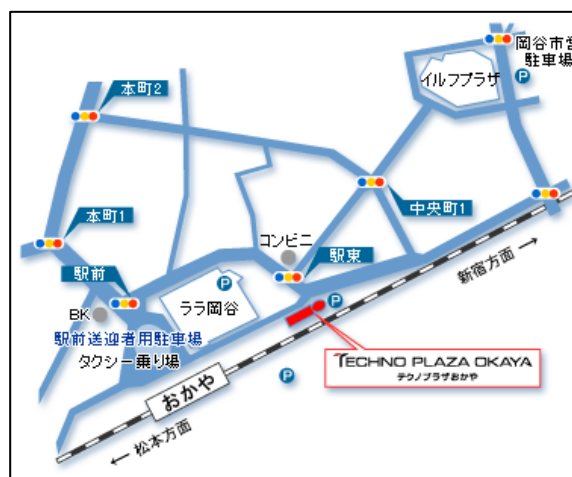 岡谷市営
駐車場
P
イルフプラザ
本町2
中央町1
本町1
コンビニ
駅東
新宿方面
駅前
P
ララ岡谷
P
BK
駅前送迎者用駐車場
タクシー乗り場
TECHNO PLAZA OKAYA
テクノプラザおかや
おかや
P
松本方面